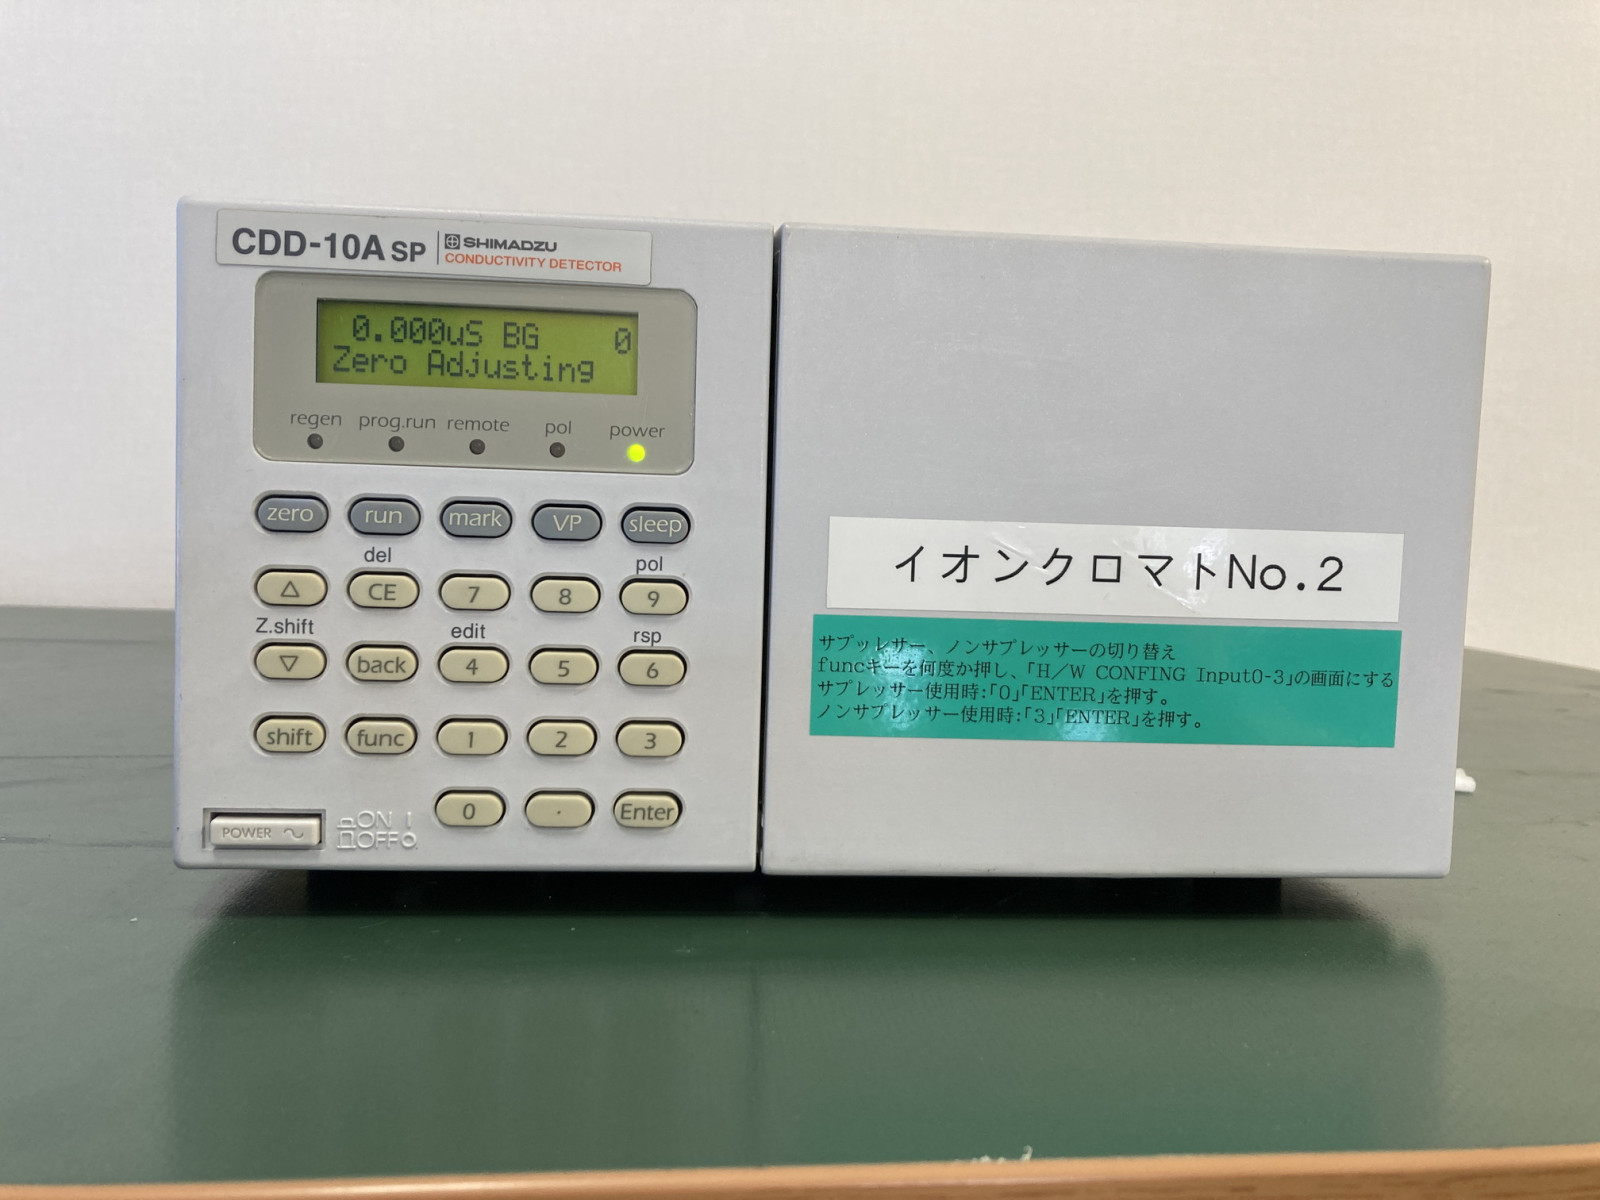 CDD-10A SP SHIMADZU
CONDUCTIVITY DETECTOR
0.000uS BG 0
Zero Adjusting
regen prog.run remote pol power
zero run mark VP sleep
del pol
△ CE 7 8 9
Z.shift edit rsp
▽ back 4 5 6
shift func 1 2 3
0 . Enter
POWER ON I
OFF O
イオンクロマトNo.2
サプッレサー、ノンサプレッサーの切り替え
funcキーを何度か押し、「H/W CONFING Input0-3」の画面にする
サプレッサー使用時:「0」「ENTER」を押す。
ノンサプレッサー使用時:「3」「ENTER」を押す。